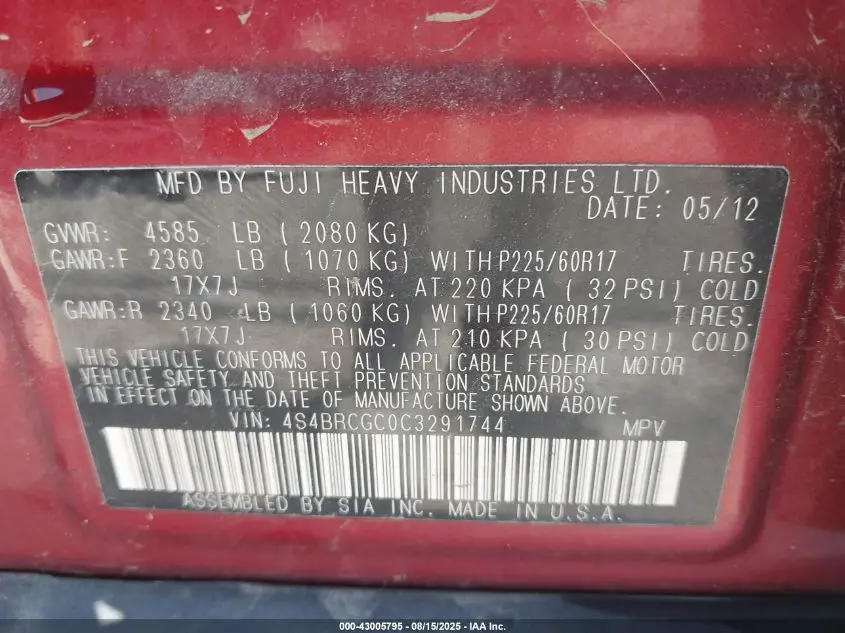 MFD BY FUJI HEAVY INDUSTRIES LTD.
DATE: 05/12
GVWR: 4585 LB ( 2080 KG)
GAWR:F 2360 LB ( 1070 KG) WITH P225/60R17 TIRES.
17X7J RIMS. AT 220 KPA ( 32 PSI) COLD
GAWR:R 2340 LB ( 1060 KG) WITH P225/60R17 TIRES.
17X7J RIMS. AT 210 KPA ( 30 PSI) COLD
THIS VEHICLE CONFORMS TO ALL APPLICABLE FEDERAL MOTOR
VEHICLE SAFETY AND THEFT PREVENTION STANDARDS
IN EFFECT ON THE DATE OF MANUFACTURE SHOWN ABOVE.
VIN: 4S4BRCGC0C3291744 MPV
ASSEMBLED BY SIA INC. MADE IN U.S.A.
000-43005795 - 08/15/2025 - IAA Inc.